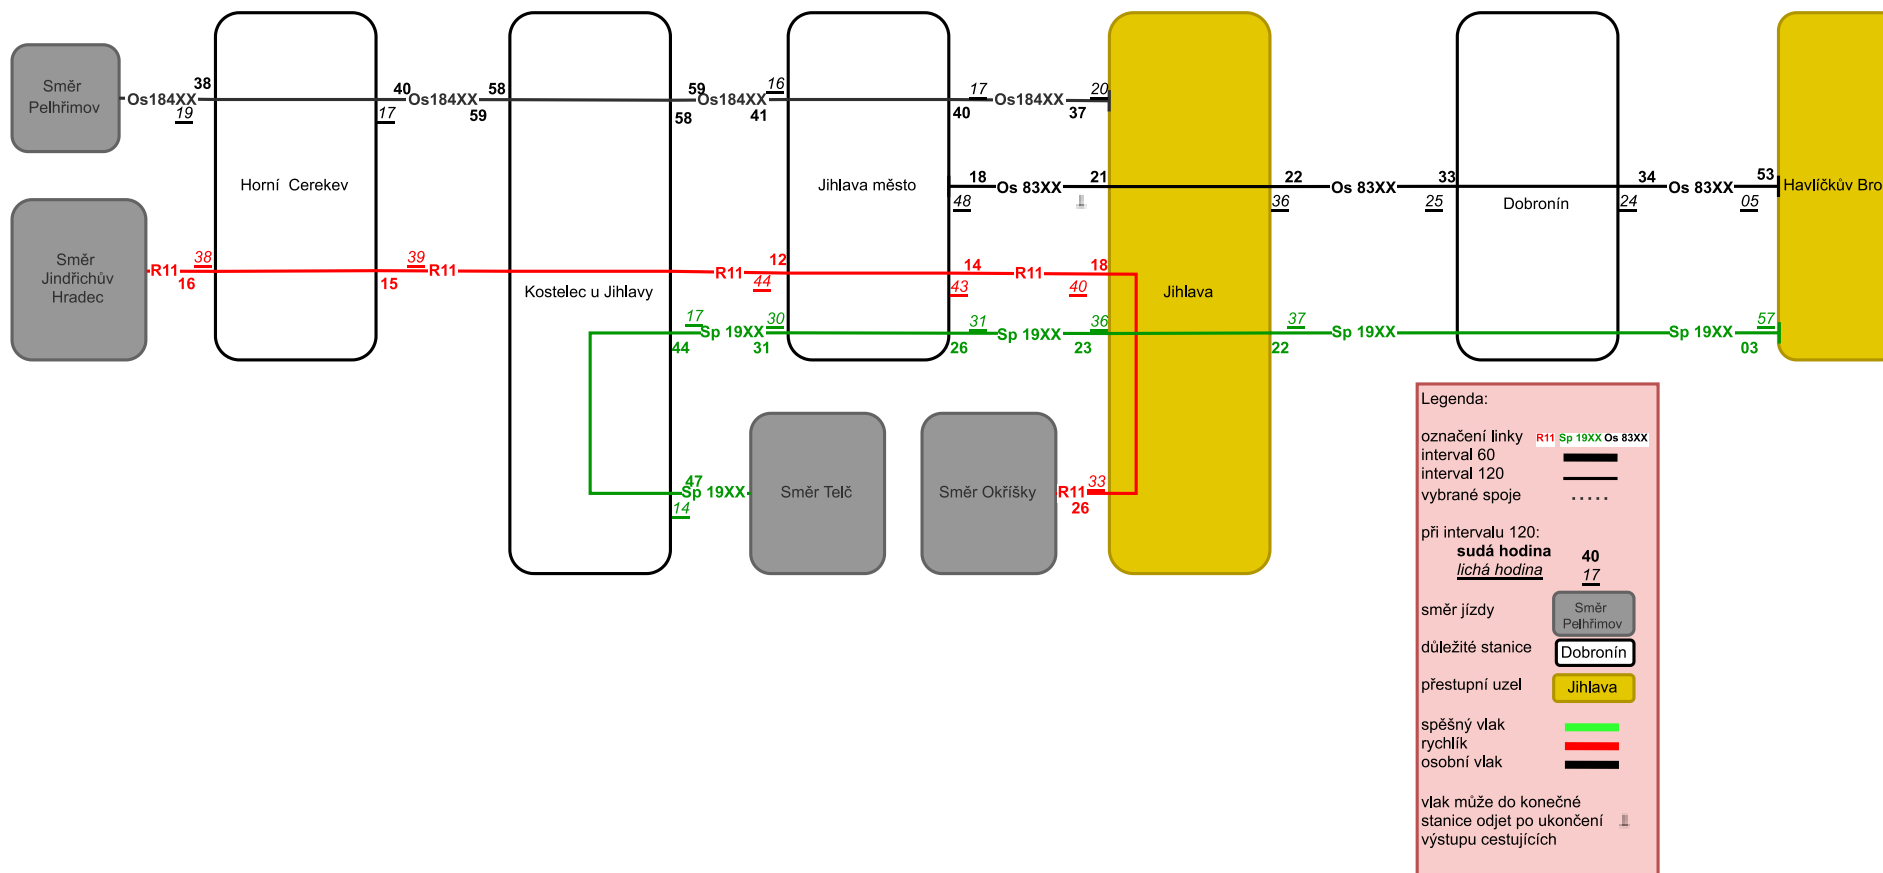 Směr
Pelhřimov
Os184XX
38
19
40
17
Os184XX
58
59
59
58
Os184XX
16
41
17
40
Os184XX
20
37
Horní Cerekev
Jihlava město
18
48
Os 83XX
21
22
36
Os 83XX
33
25
Dobronín
34
24
Os 83XX
53
05
Havlíčkův Bro
Směr
Jindřichův
Hradec
R11
38
16
39
15
R11
Kostelec u Jihlavy
R11
12
44
14
43
R11
18
40
Jihlava
17
44
Sp 19XX
30
31
31
26
Sp 19XX
36
23
37
22
Sp 19XX
Sp 19XX
57
03
47
14
Sp 19XX
Směr Telč
Směr Okříšky
R11
33
26
Legenda:
označení linky R11 Sp 19XX Os 83XX
interval 60
interval 120
vybrané spoje
při intervalu 120:
sudá hodina 40
lichá hodina 17
směr jízdy Směr
Pelhřimov
důležité stanice Dobronín
přestupní uzel Jihlava
spěšný vlak
rychlík
osobní vlak
vlak může do konečné
stanice odjet po ukončení
výstupu cestujících